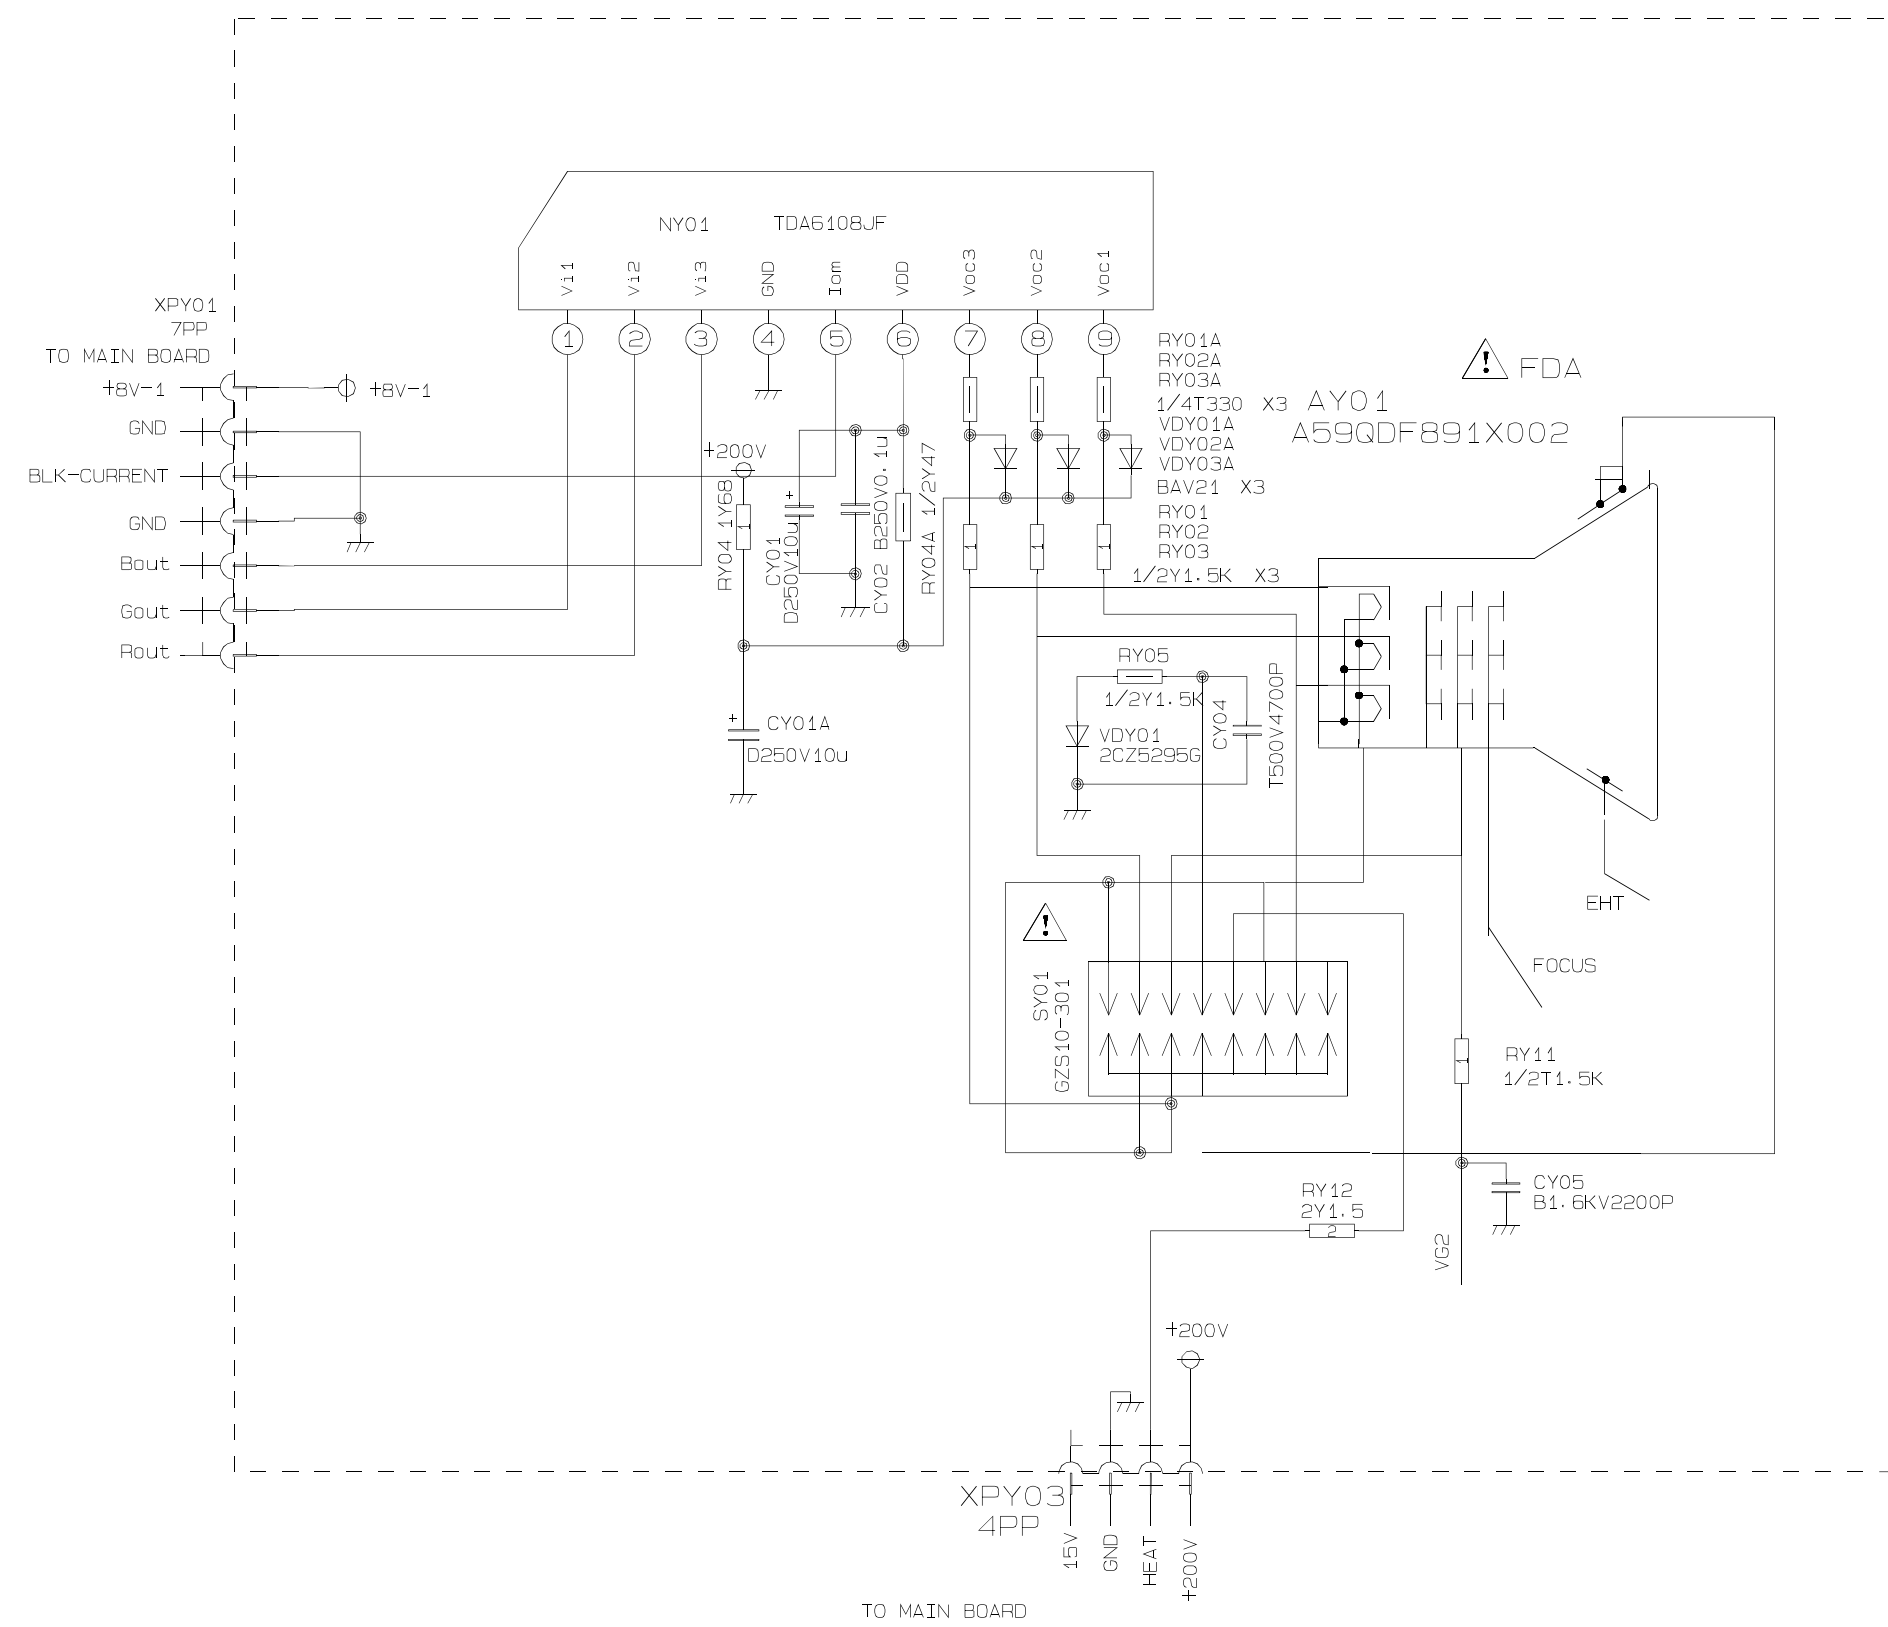 NY01 TDA6108JF
Vi1 Vi2 Vi3 GND Iom VDD Voc3 Voc2 Voc1
1 2 3 4 5 6 7 8 9
XPY01
7PP
TO MAIN BOARD
+8V-1
+8V-1
GND
BLK-CURRENT
GND
Bout
Gout
Rout
+200V
RY04 1Y68
1
+
CY01
D250V10u
CY02 B250V0.1u
RY04A 1/2Y47
RY01A
RY02A
RY03A
1/4T330 X3
VDY01A
VDY02A
VDY03A
BAV21 X3
RY01
RY02
RY03
1/2Y1.5K X3
1 1 1
AY01
A59QDF891X002
! FDA
+
CY01A
D250V10u
RY05
1/2Y1.5K
VDY01
2CZ5295G
CY04
T500V4700P
EHT
FOCUS
!
SY01
GZS10-301
1
RY11
1/2T1.5K
CY05
B1.6KV2200P
RY12
2Y1.5
2
VG2
+200V
XPY03
4PP
15V
GND
HEAT
+200V
TO MAIN BOARD